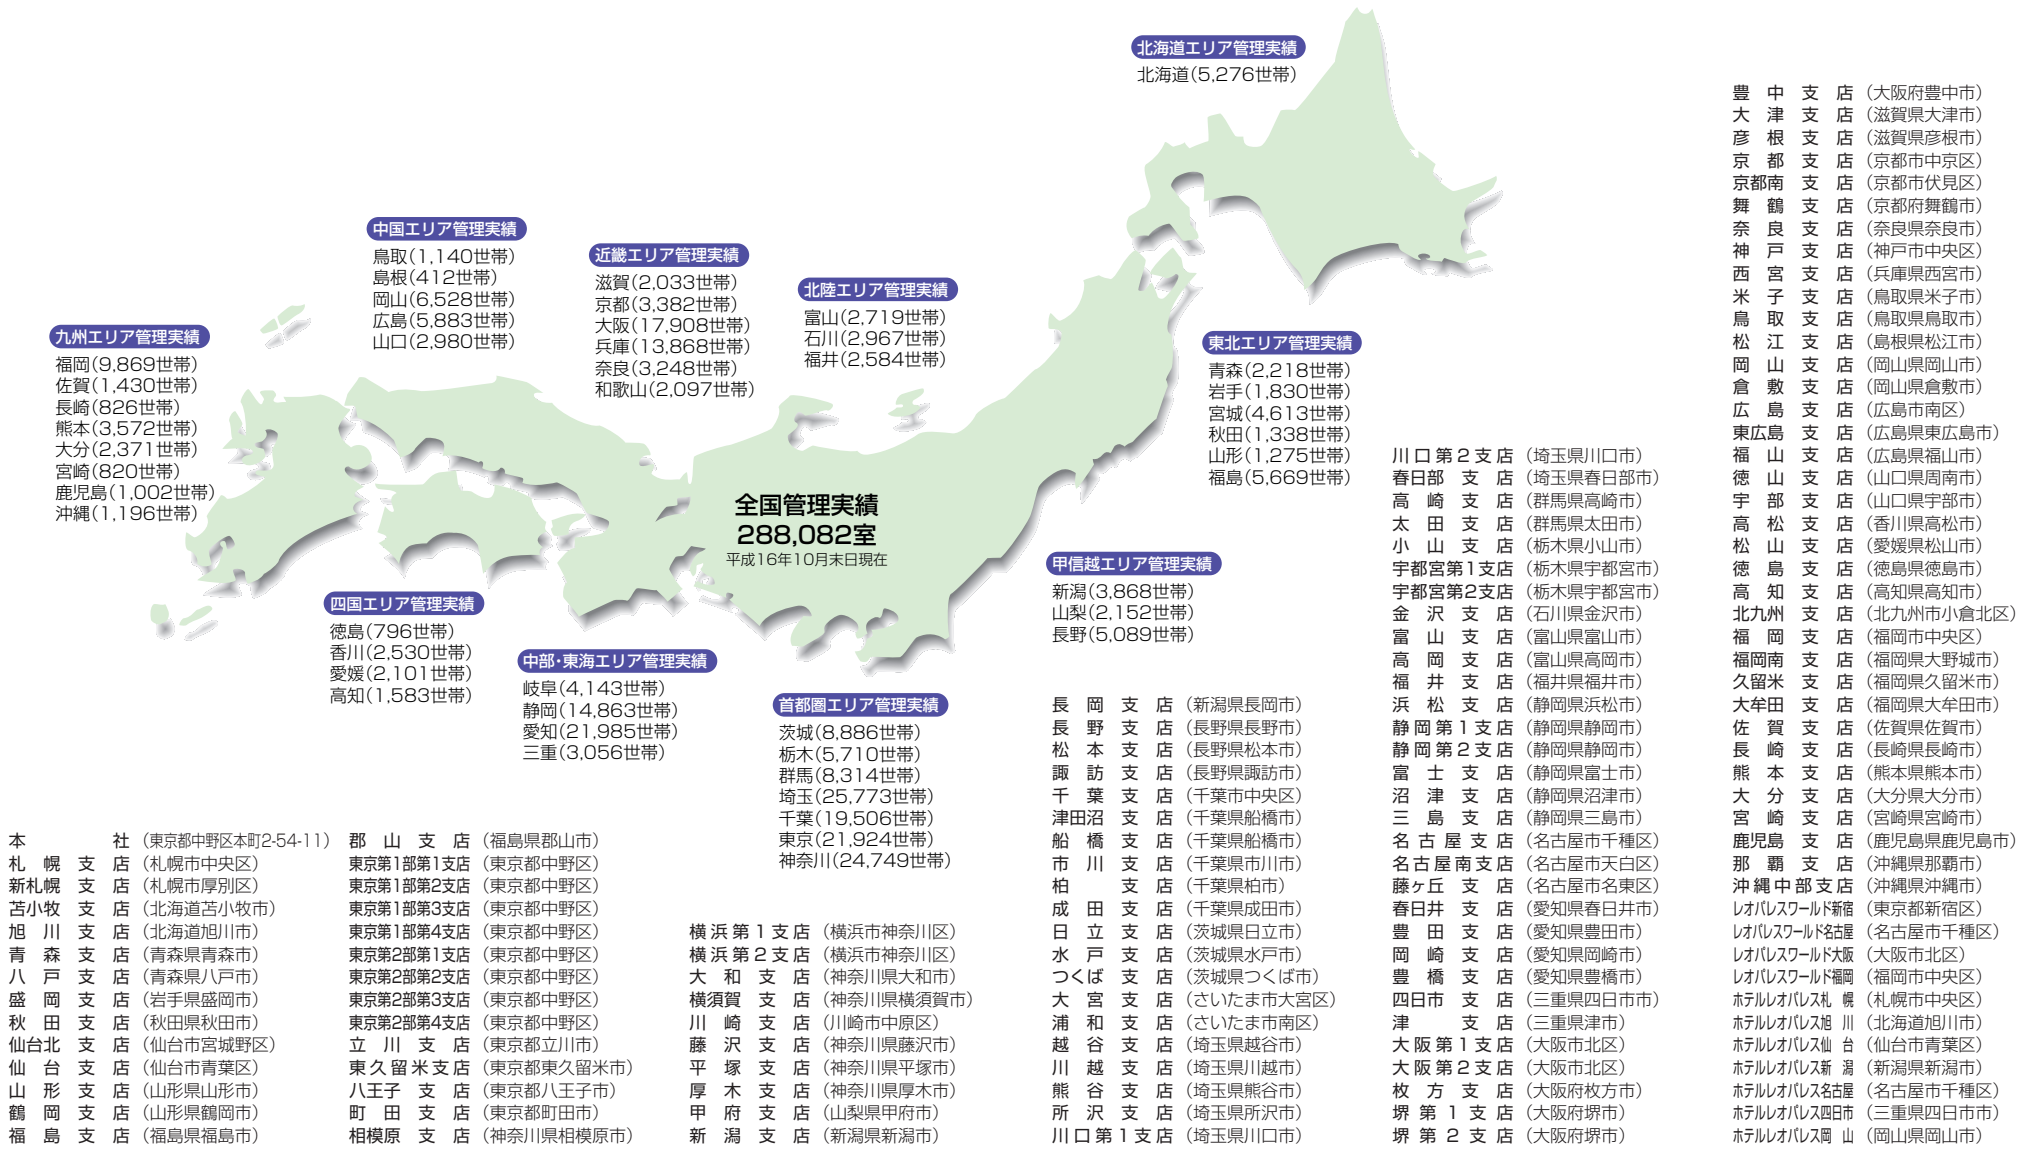 北海道エリア管理実績
北海道(5,276世帯)
中国エリア管理実績
鳥取(1,140世帯)
島根(412世帯)
岡山(6,528世帯)
広島(5,883世帯)
山口(2,980世帯)
近畿エリア管理実績
滋賀(2,033世帯)
京都(3,382世帯)
大阪(17,908世帯)
兵庫(13,868世帯)
奈良(3,248世帯)
和歌山(2,097世帯)
北陸エリア管理実績
富山(2,719世帯)
石川(2,967世帯)
福井(2,584世帯)
九州エリア管理実績
福岡(9,869世帯)
佐賀(1,430世帯)
長崎(826世帯)
熊本(3,572世帯)
大分(2,371世帯)
宮崎(820世帯)
鹿児島(1,002世帯)
沖縄(1,196世帯)
東北エリア管理実績
青森(2,218世帯)
岩手(1,830世帯)
宮城(4,613世帯)
秋田(1,338世帯)
山形(1,275世帯)
福島(5,669世帯)
全国管理実績
288,082室
平成16年10月末日現在
甲信越エリア管理実績
新潟(3,868世帯)
山梨(2,152世帯)
長野(5,089世帯)
四国エリア管理実績
徳島(796世帯)
香川(2,530世帯)
愛媛(2,101世帯)
高知(1,583世帯)
中部・東海エリア管理実績
岐阜(4,143世帯)
静岡(14,863世帯)
愛知(21,985世帯)
三重(3,056世帯)
首都圏エリア管理実績
茨城(8,886世帯)
栃木(5,710世帯)
群馬(8,314世帯)
埼玉(25,773世帯)
千葉(19,506世帯)
東京(21,924世帯)
神奈川(24,749世帯)
本社(東京都中野区本町2-54-11)
札幌支店(札幌市中央区)
新札幌支店(札幌市厚別区)
苫小牧支店(北海道苫小牧市)
旭川支店(北海道旭川市)
青森支店(青森県青森市)
八戸支店(青森県八戸市)
盛岡支店(岩手県盛岡市)
秋田支店(秋田県秋田市)
仙台北支店(仙台市宮城野区)
仙台支店(仙台市青葉区)
山形支店(山形県山形市)
鶴岡支店(山形県鶴岡市)
福島支店(福島県福島市)
郡山支店(福島県郡山市)
東京第1部第1支店(東京都中野区)
東京第1部第2支店(東京都中野区)
東京第1部第3支店(東京都中野区)
東京第1部第4支店(東京都中野区)
東京第2部第1支店(東京都中野区)
東京第2部第2支店(東京都中野区)
東京第2部第3支店(東京都中野区)
東京第2部第4支店(東京都中野区)
立川支店(東京都立川市)
東久留米支店(東京都東久留米市)
八王子支店(東京都八王子市)
町田支店(東京都町田市)
相模原支店(神奈川県相模原市)
横浜第1支店(横浜市神奈川区)
横浜第2支店(横浜市神奈川区)
大和支店(神奈川県大和市)
横須賀支店(神奈川県横須賀市)
川崎支店(川崎市中原区)
藤沢支店(神奈川県藤沢市)
平塚支店(神奈川県平塚市)
厚木支店(神奈川県厚木市)
甲府支店(山梨県甲府市)
新潟支店(新潟県新潟市)
長岡支店(新潟県長岡市)
長野支店(長野県長野市)
松本支店(長野県松本市)
諏訪支店(長野県諏訪市)
千葉支店(千葉市中央区)
津田沼支店(千葉県船橋市)
船橋支店(千葉県船橋市)
市川支店(千葉県市川市)
柏支店(千葉県柏市)
成田支店(千葉県成田市)
日立支店(茨城県日立市)
水戸支店(茨城県水戸市)
つくば支店(茨城県つくば市)
大宮支店(さいたま市大宮区)
浦和支店(さいたま市南区)
越谷支店(埼玉県越谷市)
川越支店(埼玉県川越市)
熊谷支店(埼玉県熊谷市)
所沢支店(埼玉県所沢市)
川口第1支店(埼玉県川口市)
川口第2支店(埼玉県川口市)
春日部支店(埼玉県春日部市)
高崎支店(群馬県高崎市)
太田支店(群馬県太田市)
小山支店(栃木県小山市)
宇都宮第1支店(栃木県宇都宮市)
宇都宮第2支店(栃木県宇都宮市)
金沢支店(石川県金沢市)
富山支店(富山県富山市)
高岡支店(富山県高岡市)
福井支店(福井県福井市)
浜松支店(静岡県浜松市)
静岡第1支店(静岡県静岡市)
静岡第2支店(静岡県静岡市)
富士支店(静岡県富士市)
沼津支店(静岡県沼津市)
三島支店(静岡県三島市)
名古屋支店(名古屋市千種区)
名古屋南支店(名古屋市天白区)
藤ヶ丘支店(名古屋市名東区)
春日井支店(愛知県春日井市)
豊田支店(愛知県豊田市)
岡崎支店(愛知県岡崎市)
豊橋支店(愛知県豊橋市)
四日市支店(三重県四日市市)
津支店(三重県津市)
大阪第1支店(大阪市北区)
大阪第2支店(大阪市北区)
枚方支店(大阪府枚方市)
堺第1支店(大阪府堺市)
堺第2支店(大阪府堺市)
豊中支店(大阪府豊中市)
大津支店(滋賀県大津市)
彦根支店(滋賀県彦根市)
京都支店(京都市中京区)
京都南支店(京都市伏見区)
舞鶴支店(京都府舞鶴市)
奈良支店(奈良県奈良市)
神戸支店(神戸市中央区)
西宮支店(兵庫県西宮市)
米子支店(鳥取県米子市)
鳥取支店(鳥取県鳥取市)
松江支店(島根県松江市)
岡山支店(岡山県岡山市)
倉敷支店(岡山県倉敷市)
広島支店(広島市南区)
東広島支店(広島県東広島市)
福山支店(広島県福山市)
徳山支店(山口県周南市)
宇部支店(山口県宇部市)
高松支店(香川県高松市)
松山支店(愛媛県松山市)
徳島支店(徳島県徳島市)
高知支店(高知県高知市)
北九州支店(北九州市小倉北区)
福岡支店(福岡市中央区)
福岡南支店(福岡県大野城市)
久留米支店(福岡県久留米市)
大牟田支店(福岡県大牟田市)
佐賀支店(佐賀県佐賀市)
長崎支店(長崎県長崎市)
熊本支店(熊本県熊本市)
大分支店(大分県大分市)
宮崎支店(宮崎県宮崎市)
鹿児島支店(鹿児島県鹿児島市)
那覇支店(沖縄県那覇市)
沖縄中部支店(沖縄県沖縄市)
レオパレスワールド新宿(東京都新宿区)
レオパレスワールド名古屋(名古屋市千種区)
レオパレスワールド大阪(大阪市北区)
レオパレスワールド福岡(福岡市中央区)
ホテルレオパレス札幌(札幌市中央区)
ホテルレオパレス旭川(北海道旭川市)
ホテルレオパレス仙台(仙台市青葉区)
ホテルレオパレス新潟(新潟県新潟市)
ホテルレオパレス名古屋(名古屋市千種区)
ホテルレオパレス四日市(三重県四日市市)
ホテルレオパレス岡山(岡山県岡山市)